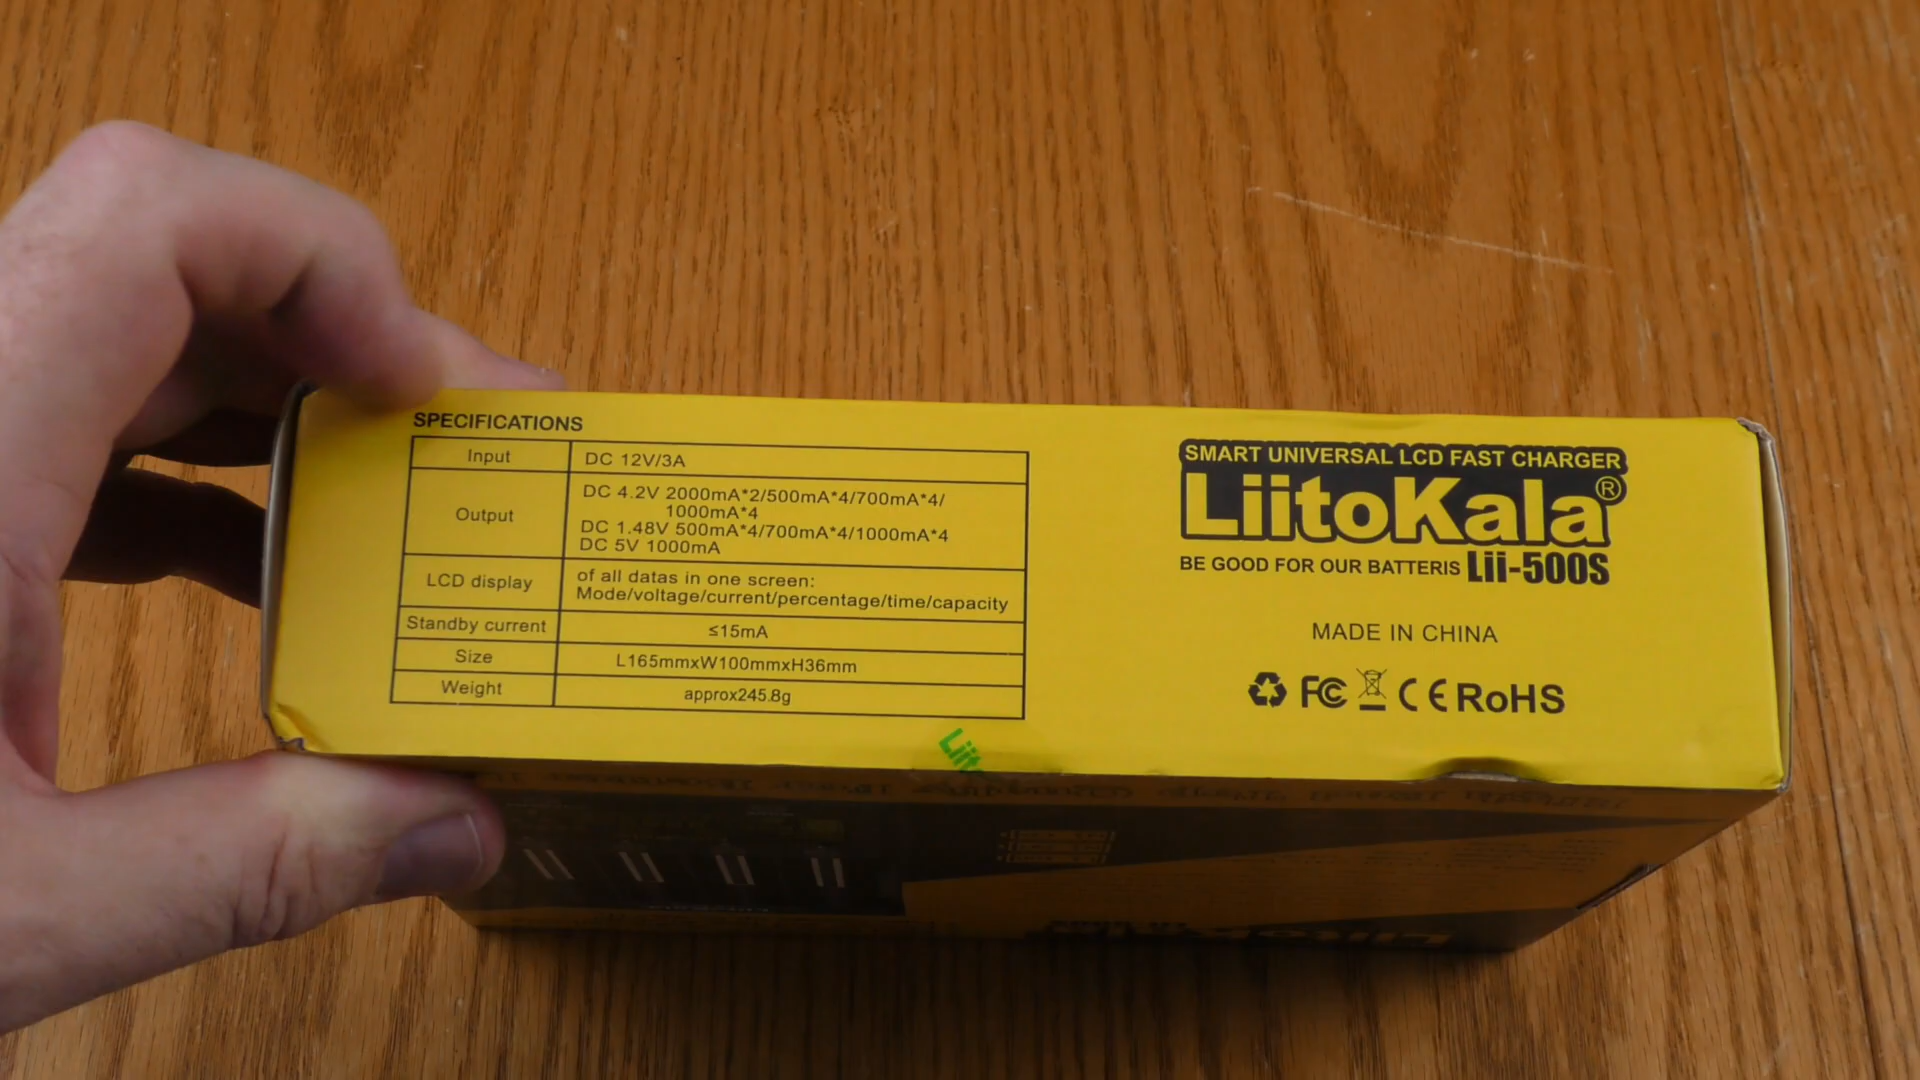 SPECIFICATIONS
Input DC 12V/3A
Output DC 4.2V 2000mA*2/500mA*4/700mA*4/
1000mA*4
DC 1.48V 500mA*4/700mA*4/1000mA*4
DC 5V 1000mA
LCD display of all datas in one screen:
Mode/voltage/current/percentage/time/capacity
Standby current ≤15mA
Size L165mmxW100mmxH36mm
Weight approx245.8g
SMART UNIVERSAL LCD FAST CHARGER
LiitoKala®
BE GOOD FOR OUR BATTERIS Lii-500S
MADE IN CHINA
FC CE RoHS
Liit